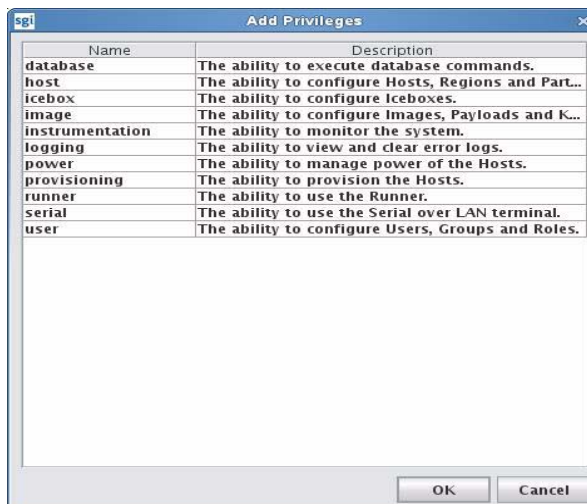 sgi Add Privileges
Name Description
database The ability to execute database commands.
host The ability to configure Hosts, Regions and Part...
icebox The ability to configure Iceboxes.
image The ability to configure Images, Payloads and K...
instrumentation The ability to monitor the system.
logging The ability to view and clear error logs.
power The ability to manage power of the Hosts.
provisioning The ability to provision the Hosts.
runner The ability to use the Runner.
serial The ability to use the Serial over LAN terminal.
user The ability to configure Users, Groups and Roles.
OK Cancel